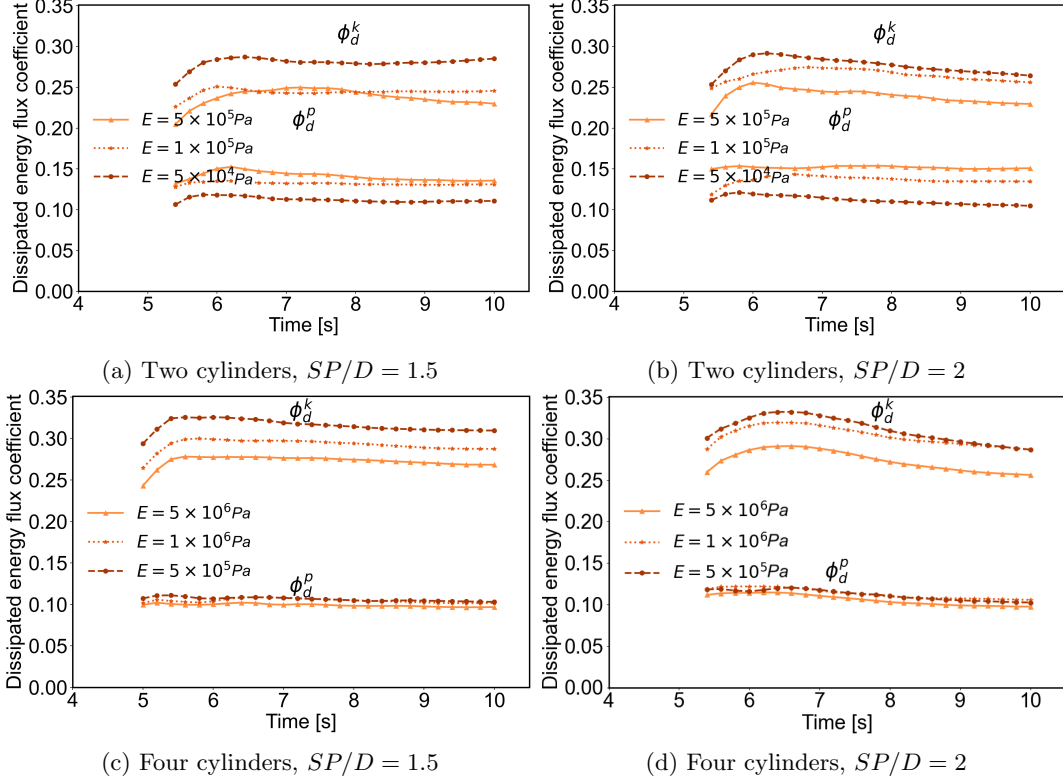 Dissipated energy flux coefficient
0.35
0.30
0.25
0.20
0.15
0.10
0.05
0.00
ϕ_d^k
ϕ_d^p
E = 5 × 10^5 Pa
E = 1 × 10^5 Pa
E = 5 × 10^4 Pa
4 5 6 7 8 9 10
Time [s]
(a) Two cylinders, SP/D = 1.5
Dissipated energy flux coefficient
0.35
0.30
0.25
0.20
0.15
0.10
0.05
0.00
ϕ_d^k
ϕ_d^p
E = 5 × 10^5 Pa
E = 1 × 10^5 Pa
E = 5 × 10^4 Pa
4 5 6 7 8 9 10
Time [s]
(b) Two cylinders, SP/D = 2
Dissipated energy flux coefficient
0.35
0.30
0.25
0.20
0.15
0.10
0.05
0.00
ϕ_d^k
E = 5 × 10^6 Pa
E = 1 × 10^6 Pa
E = 5 × 10^5 Pa
ϕ_d^p
4 5 6 7 8 9 10
Time [s]
(c) Four cylinders, SP/D = 1.5
Dissipated energy flux coefficient
0.35
0.30
0.25
0.20
0.15
0.10
0.05
0.00
ϕ_d^k
E = 5 × 10^6 Pa
E = 1 × 10^6 Pa
E = 5 × 10^5 Pa
ϕ_d^p
4 5 6 7 8 9 10
Time [s]
(d) Four cylinders, SP/D = 2